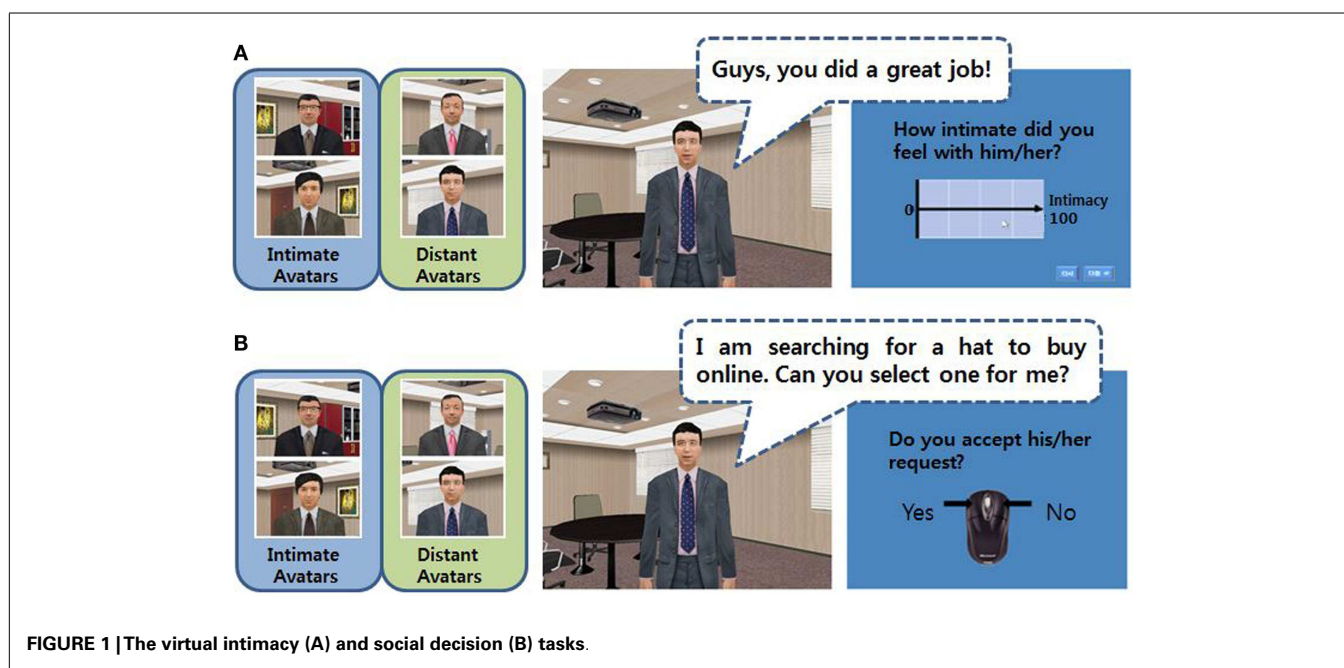 A
Guys, you did a great job!
How intimate did you
feel with him/her?
0
Intimacy
100
Intimate
Avatars
Distant
Avatars
B
I am searching for a hat to buy
online. Can you select one for me?
Do you accept his/her
request?
Yes
No
Intimate
Avatars
Distant
Avatars
FIGURE 1 | The virtual intimacy (A) and social decision (B) tasks.